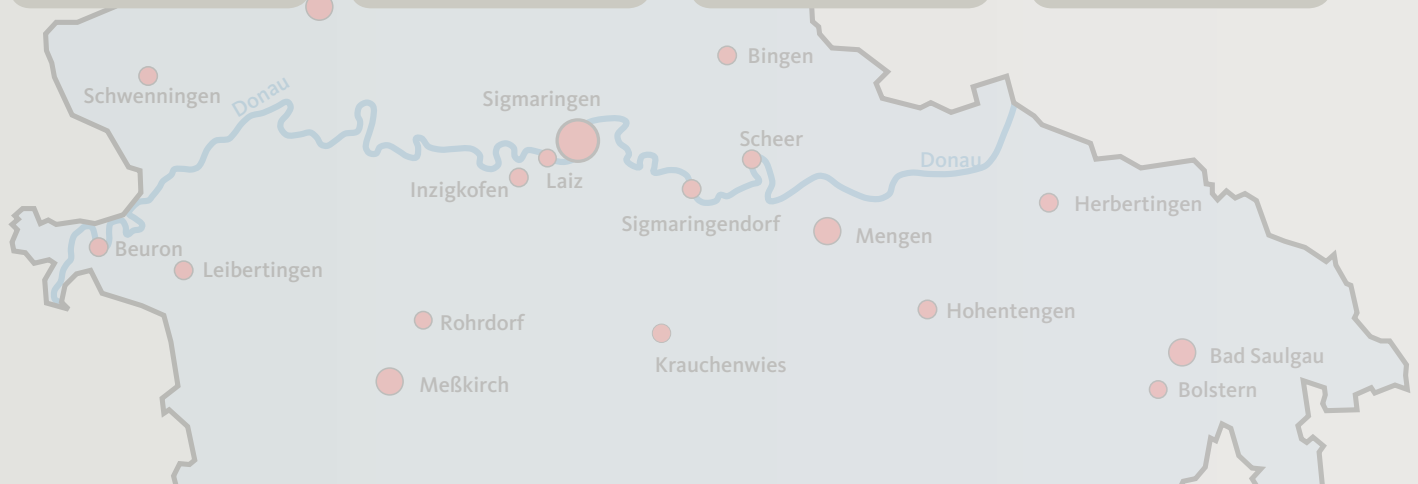 Bingen
Schwenningen
Donau
Sigmaringen
Scheer
Donau
Inzigkofen
Laiz
Sigmaringendorf
Herbertingen
Mengen
Beuron
Leibertingen
Rohrdorf
Hohentengen
Krauchenwies
Bad Saulgau
Meßkirch
Bolstern